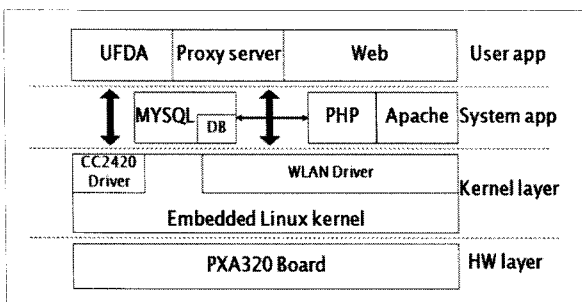 UFDA Proxy server Web User app
MYSQL DB PHP Apache System app
CC2420
Driver
WLAN Driver
Kernel layer
Embedded Linux kernel
PXA320 Board HW layer